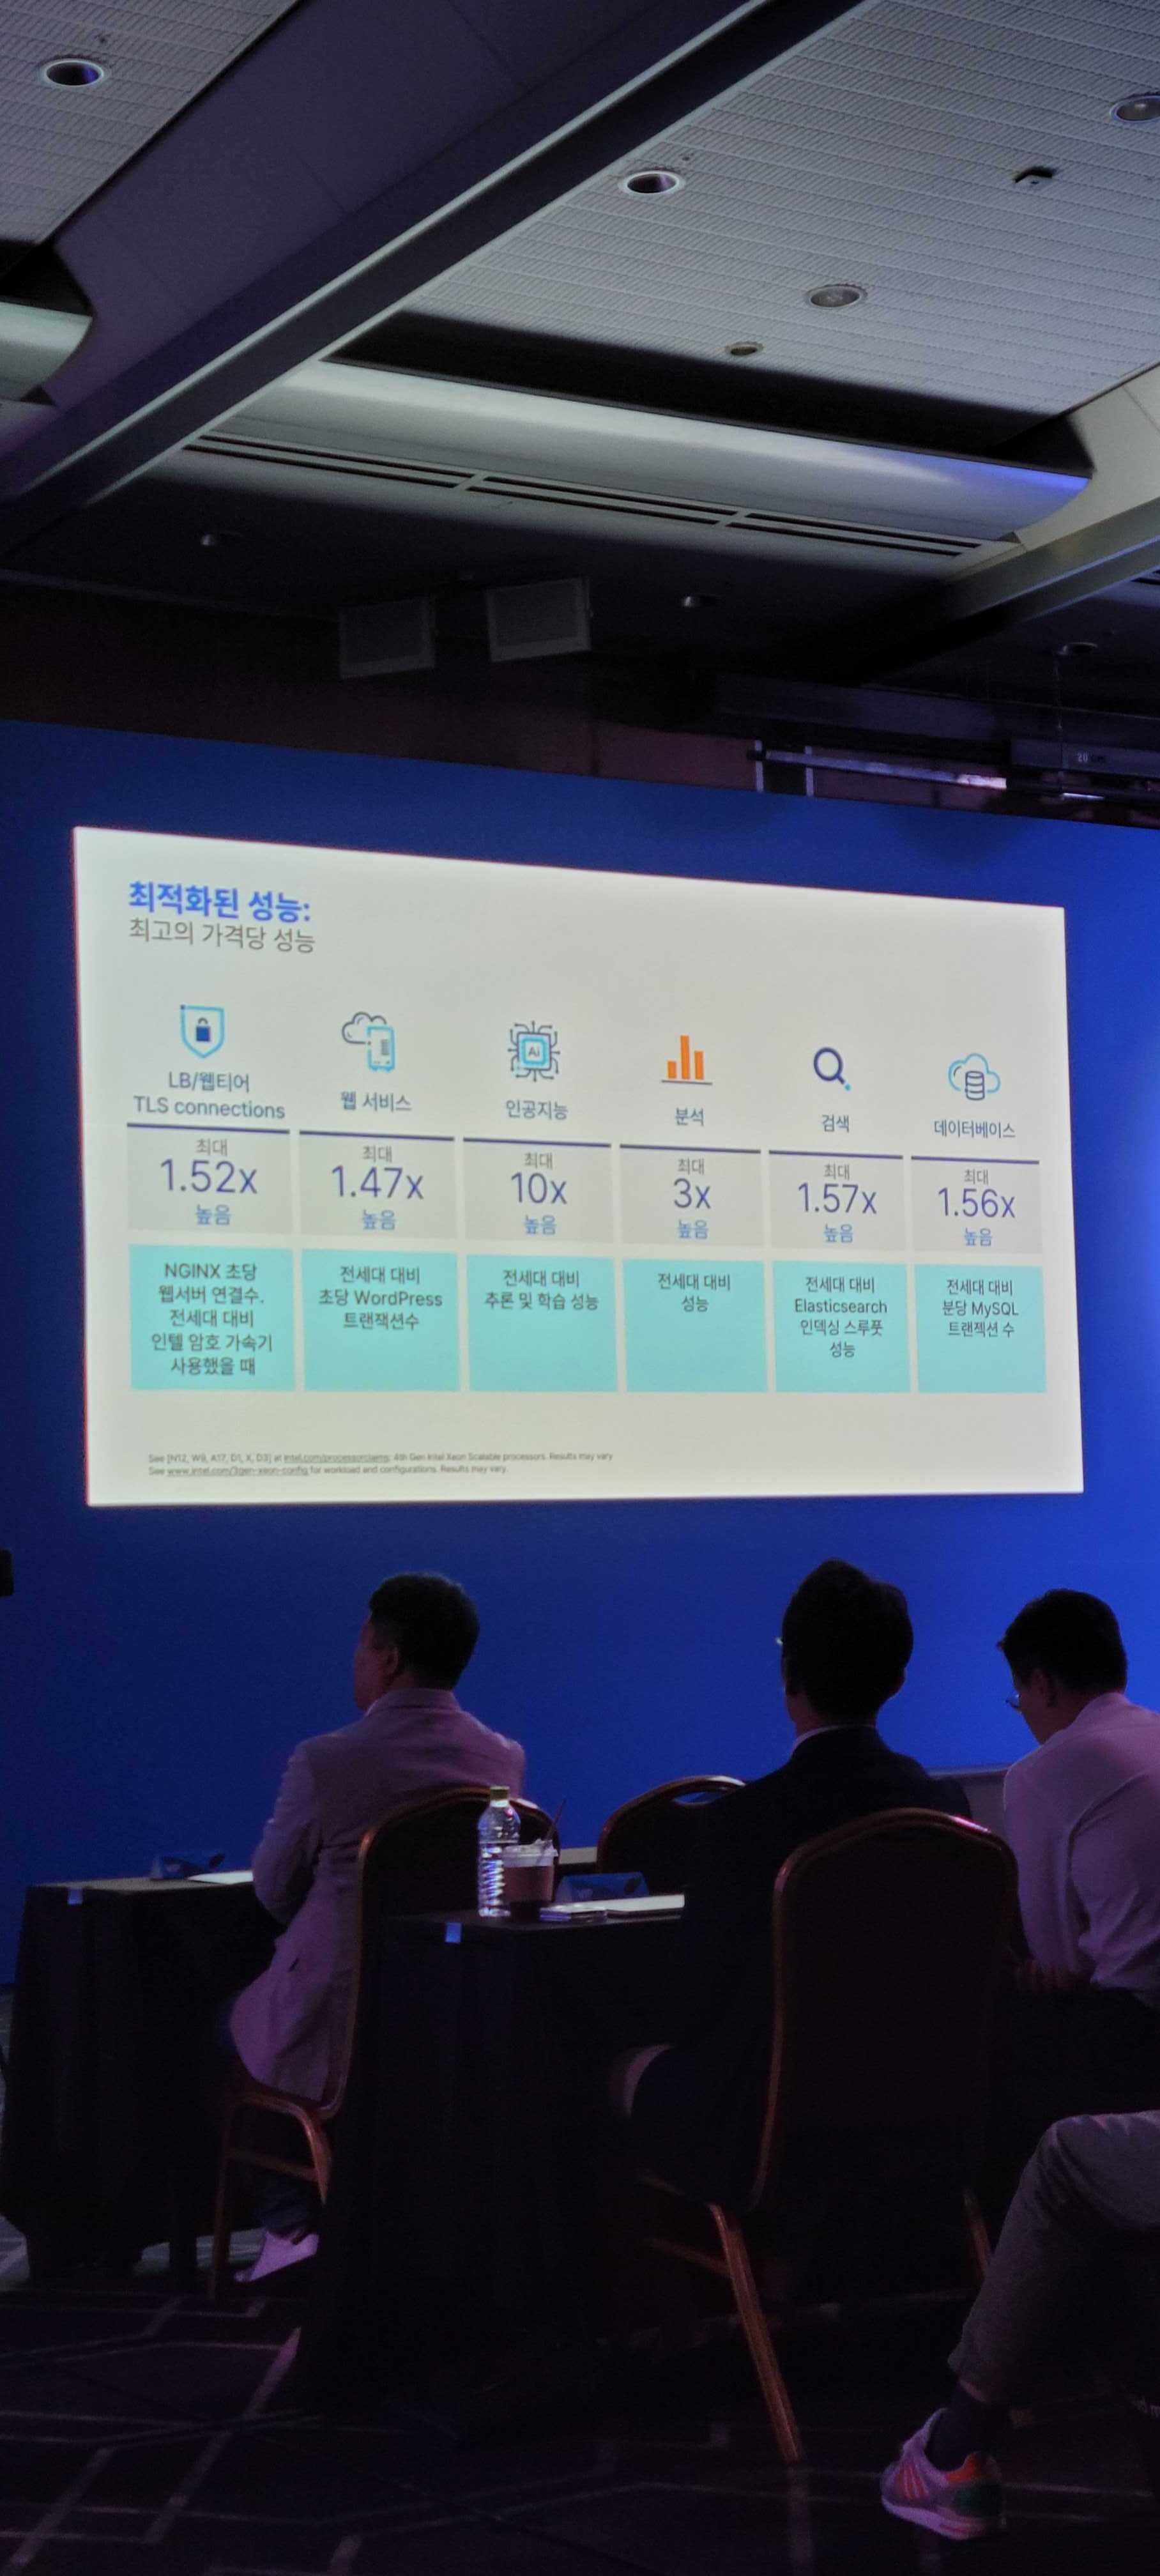 최적화된 성능:
최고의 가격당 성능
LB/웹티어
TLS connections
최대
1.52x
높음
NGINX 초당
웹서버 연결수.
전세대 대비
인텔 암호 가속기
사용했을 때
웹 서비스
최대
1.47x
높음
전세대 대비
초당 WordPress
트랜잭션수
Ai
인공지능
최대
10x
높음
전세대 대비
추론 및 학습 성능
분석
최대
3x
높음
전세대 대비
성능
검색
최대
1.57x
높음
전세대 대비
Elasticsearch
인덱싱 스루풋
성능
데이터베이스
최대
1.56x
높음
전세대 대비
분당 MySQL
트랜젝션 수
See [N12, W9, A17, D1, X, D3] at intel.com/processorclaims: 4th Gen Intel Xeon Scalable processors. Results may vary
See www.intel.com/3gen-xeon-config for workload and configurations. Results may vary.